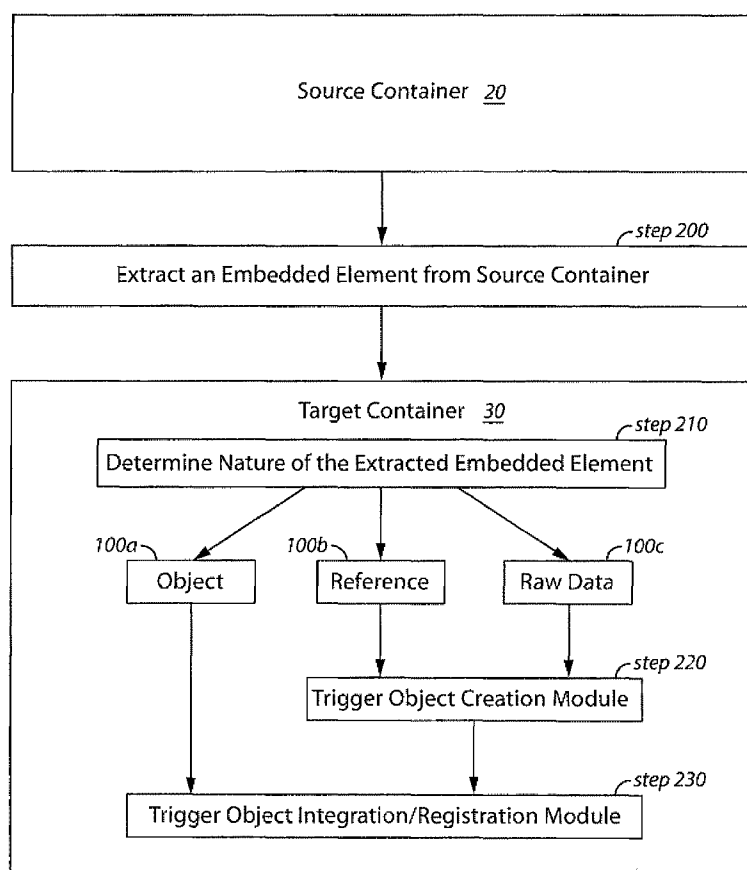 Source Container 20
step 200
Extract an Embedded Element from Source Container
Target Container 30
step 210
Determine Nature of the Extracted Embedded Element
100a 100b 100c
Object Reference Raw Data
step 220
Trigger Object Creation Module
step 230
Trigger Object Integration/Registration Module